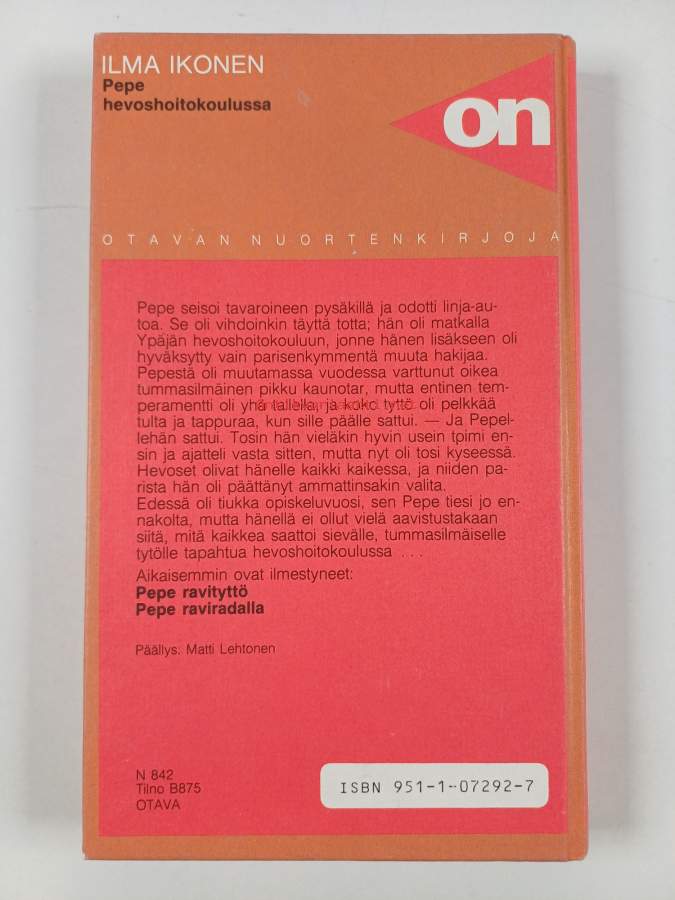 ILMA IKONEN
Pepe
hevoshoitokoulussa
on
OTAVAN NUORTENKIRJOJA
Pepe seisoi tavaroineen pysäkillä ja odotti linja-au-
toa. Se oli vihdoinkin täyttä totta; hän oli matkalla
Ypäjän hevoshoitokouluun, jonne hänen lisäkseen oli
hyväksytty vain parisenkymmentä muuta hakijaa.
Pepestä oli muutamassa vuodessa varttunut oikea
tummasilmäinen pikku kaunotar, mutta entinen tem-
peramentti oli yhä tallella, ja koko tyttö oli pelkkää
tulta ja tappuraa, kun sille päälle sattui. — Ja Pepel-
lehän sattui. Tosin hän vieläkin hyvin usein toimi en-
sin ja ajatteli vasta sitten, mutta nyt oli tosi kyseessä.
Hevoset olivat hänelle kaikki kaikessa, ja niiden pa-
rista hän oli päättänyt ammattinsakin valita.
Edessä oli tiukka opiskeluvuosi, sen Pepe tiesi jo en-
nakolta, mutta hänellä ei ollut vielä aavistustakaan
siitä, mitä kaikkea saattoi sievälle, tummasilmäiselle
tytölle tapahtua hevoshoitokoulussa ...
Aikaisemmin ovat ilmestyneet:
Pepe ravityttö
Pepe raviradalla
Päällys: Matti Lehtonen
N 842
Tilno B875
OTAVA
ISBN 951-1-07292-7